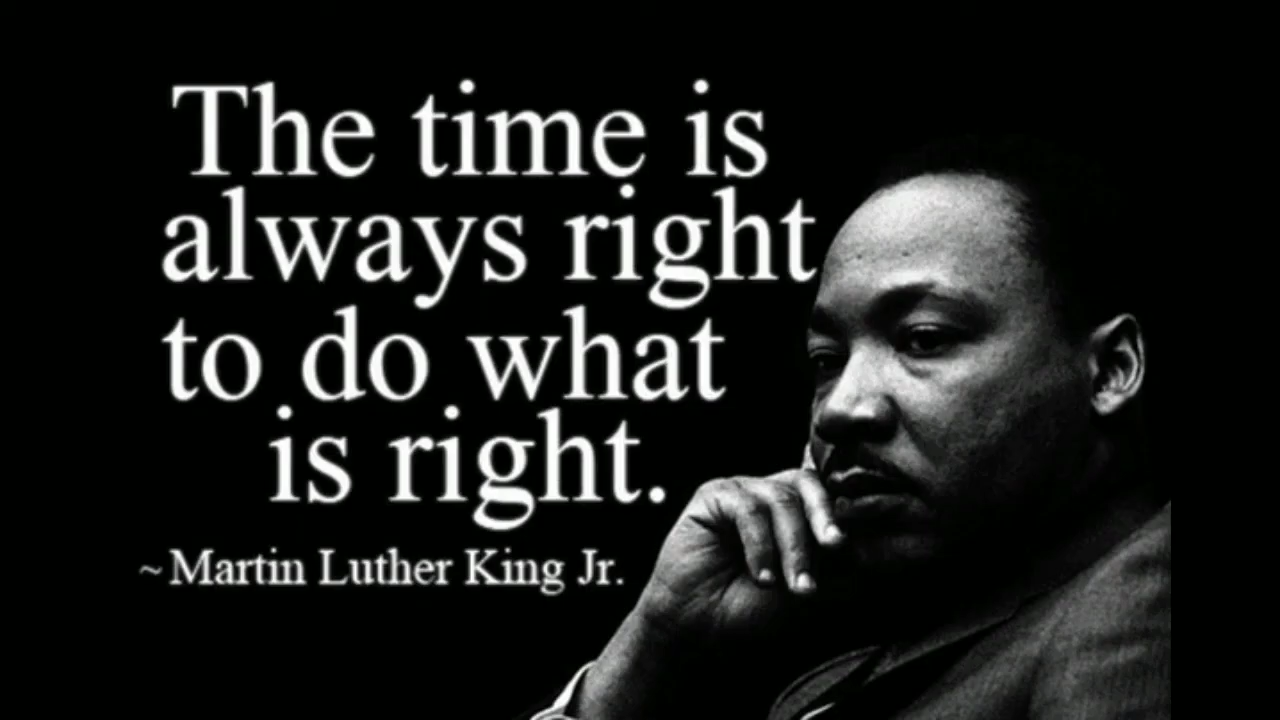 The time is
always right
to do what
is right.
~Martin Luther King Jr.